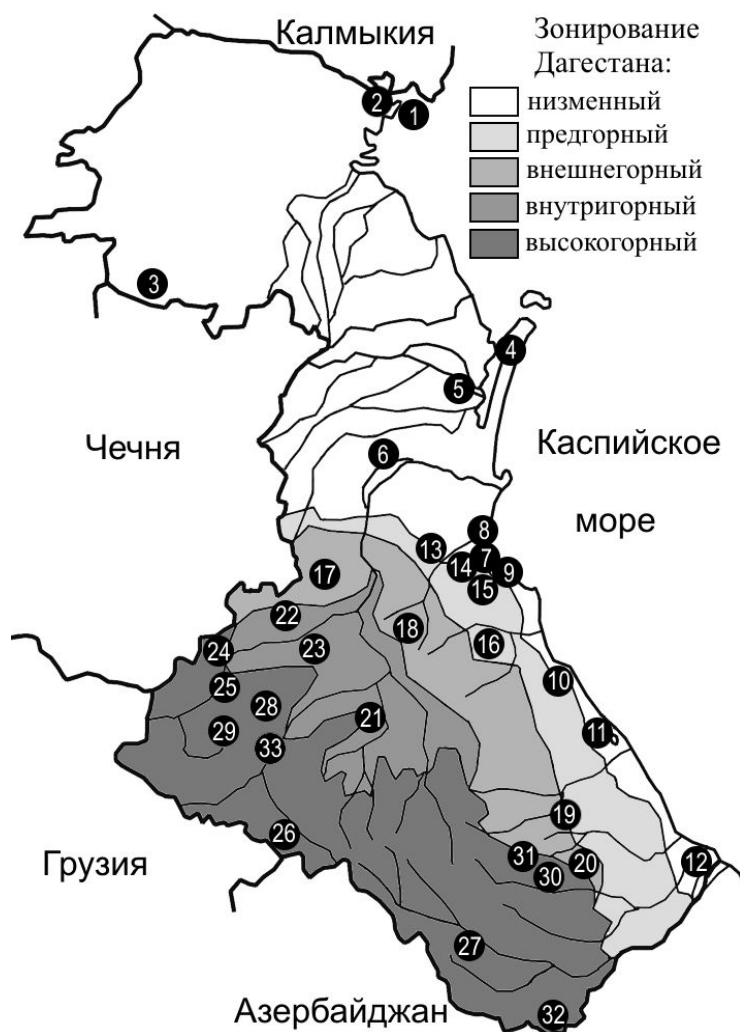 Калмыкия
Зонирование
Дагестана:
низменный
предгорный
внешнегорный
внутригорный
высокогорный
2
1
3
4
5
Чечня
Каспийское
6
море
8
13
7
14
9
17
15
22
18
16
24
23
25
10
28
21
29
11
33
19
26
12
Грузия
31
20
30
27
Азербайджан
32